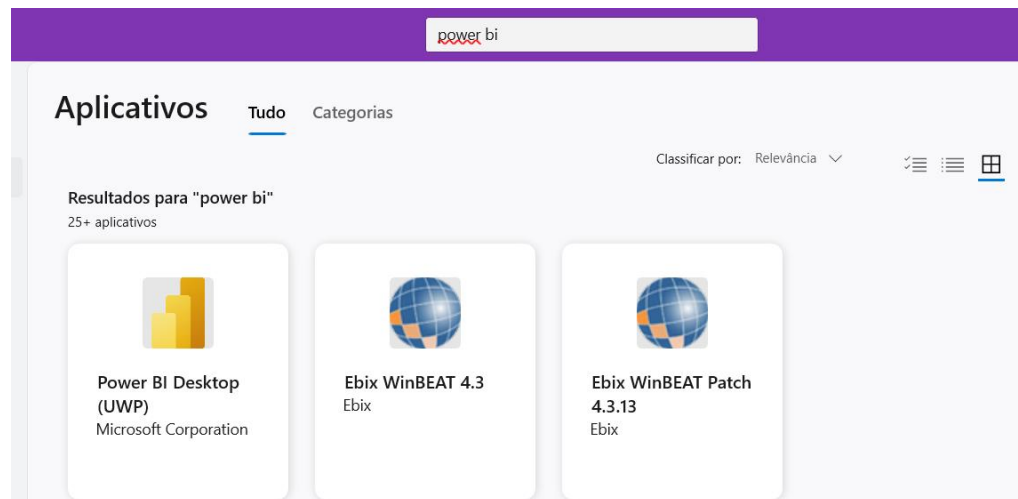 power bi
Aplicativos
Tudo
Categorias
Classificar por:
Relevância
Resultados para "power bi"
25+ aplicativos
Power BI Desktop
(UWP)
Microsoft Corporation
Ebix WinBEAT 4.3
Ebix
Ebix WinBEAT Patch
4.3.13
Ebix